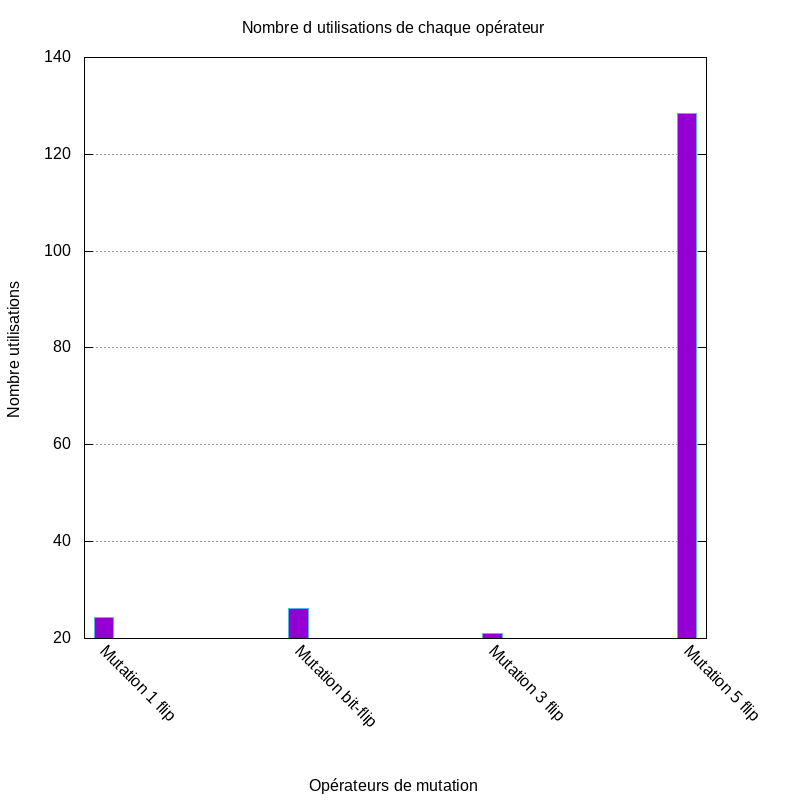 Nombre d utilisations de chaque opérateur
140
120
100
80
60
40
20
Nombre utilisations
Mutation 1 flip
Mutation bit-flip
Mutation 3 flip
Mutation 5 flip
Opérateurs de mutation